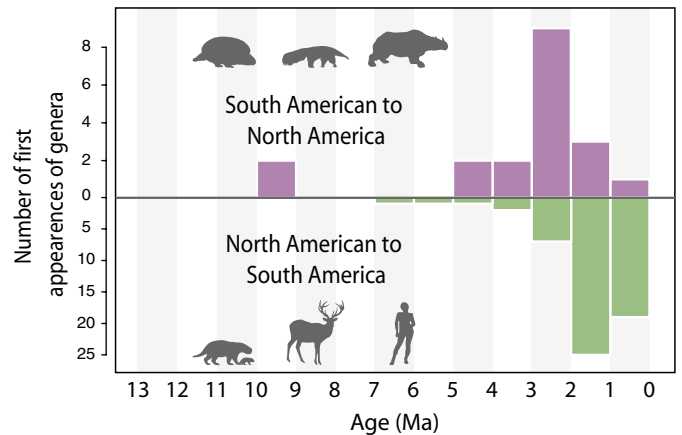 8
6
4
2
0
5
10
15
20
25
Number of first
appearences of genera
South American to
North America
North American to
South America
13 12 11 10 9 8 7 6 5 4 3 2 1 0
Age (Ma)